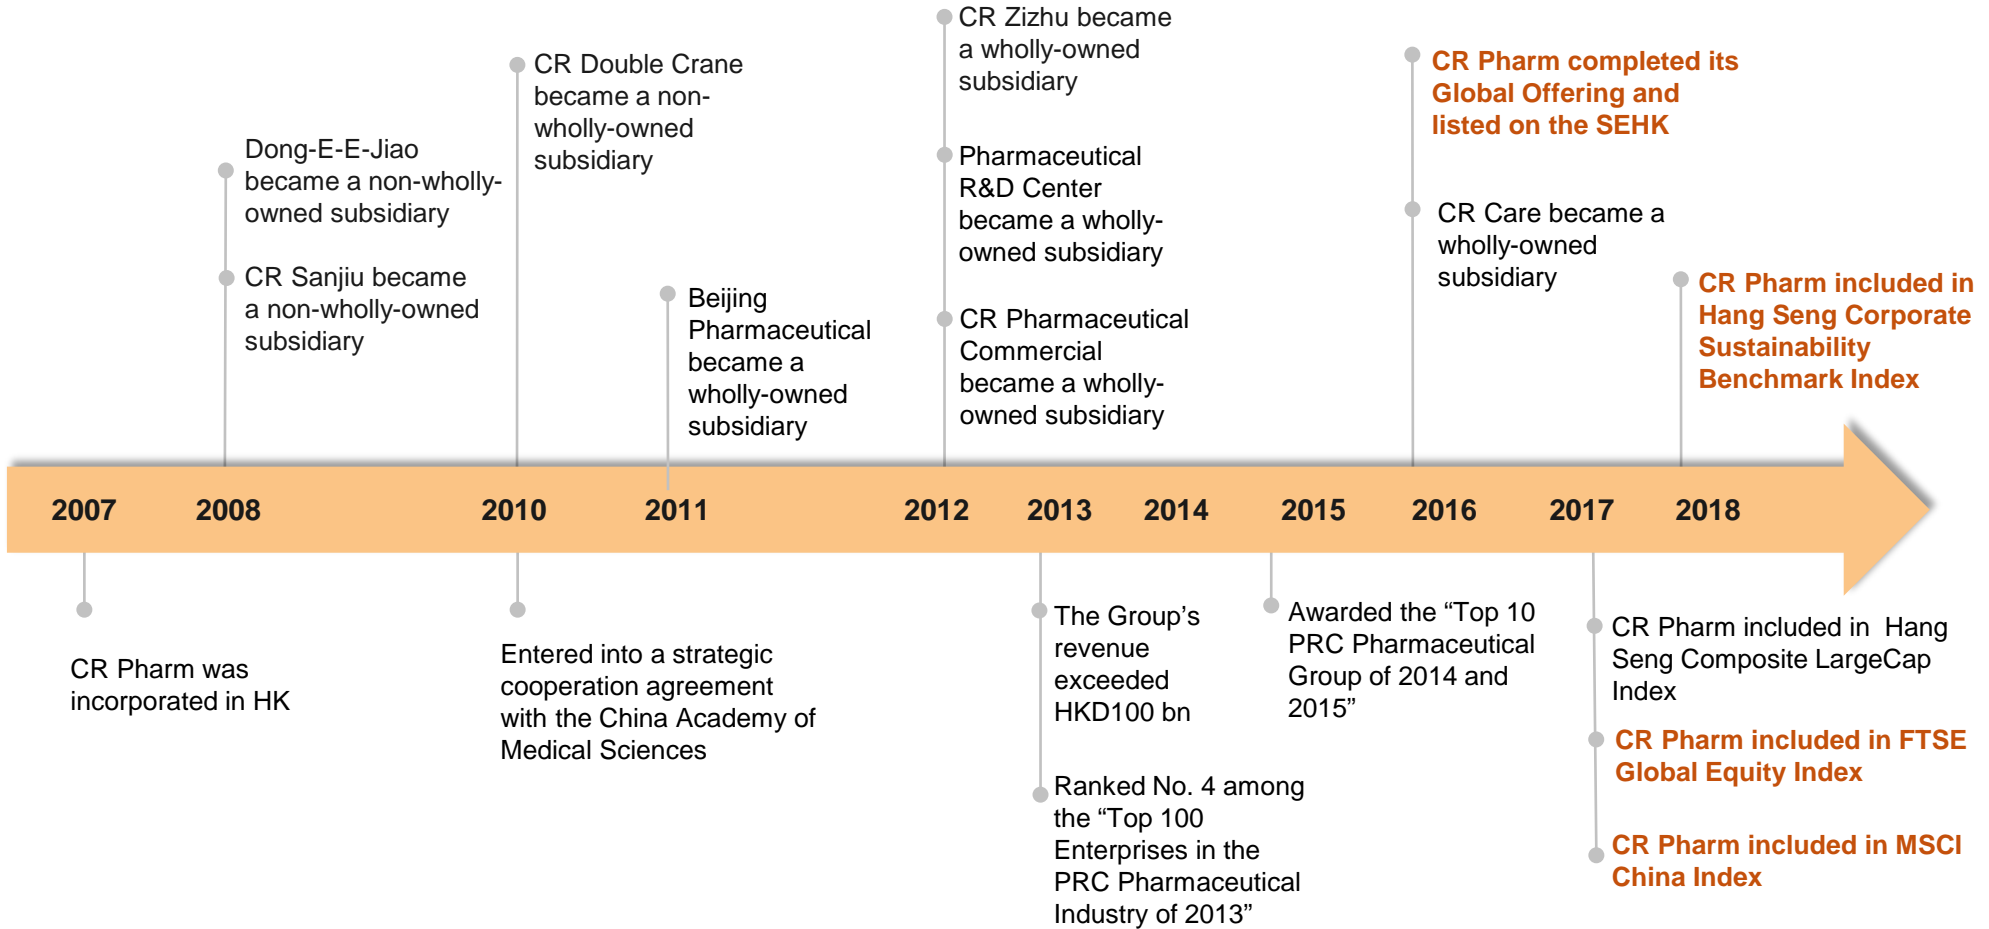 CR Zizhu became
a wholly-owned
subsidiary
CR Double Crane
became a non-
wholly-owned
subsidiary
CR Pharm completed its
Global Offering and
listed on the SEHK
Dong-E-E-Jiao
became a non-wholly-
owned subsidiary
Pharmaceutical
R&D Center
became a wholly-
owned subsidiary
CR Care became a
wholly-owned
subsidiary
CR Sanjiu became
a non-wholly-owned
subsidiary
Beijing
Pharmaceutical
became a
wholly-owned
subsidiary
CR Pharmaceutical
Commercial
became a wholly-
owned subsidiary
CR Pharm included in
Hang Seng Corporate
Sustainability
Benchmark Index
2007 2008 2010 2011 2012 2013 2014 2015 2016 2017 2018
CR Pharm was
incorporated in HK
Entered into a strategic
cooperation agreement
with the China Academy of
Medical Sciences
The Group’s
revenue
exceeded
HKD100 bn
Ranked No. 4 among
the “Top 100
Enterprises in the
PRC Pharmaceutical
Industry of 2013”
Awarded the “Top 10
PRC Pharmaceutical
Group of 2014 and
2015”
CR Pharm included in Hang
Seng Composite LargeCap
Index
CR Pharm included in FTSE
Global Equity Index
CR Pharm included in MSCI
China Index